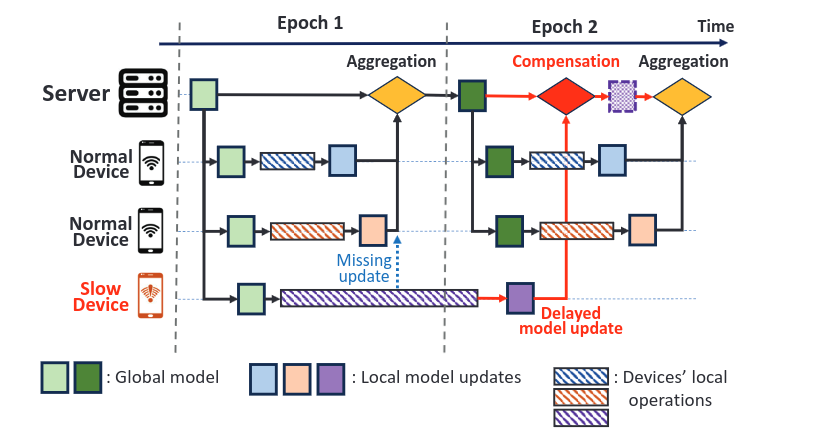 Epoch 1
Epoch 2
Time
Aggregation
Compensation
Aggregation
Server
Normal
Device
Normal
Device
Missing
update
Slow
Device
Delayed
model update
: Global model
: Local model updates
: Devices’ local
operations